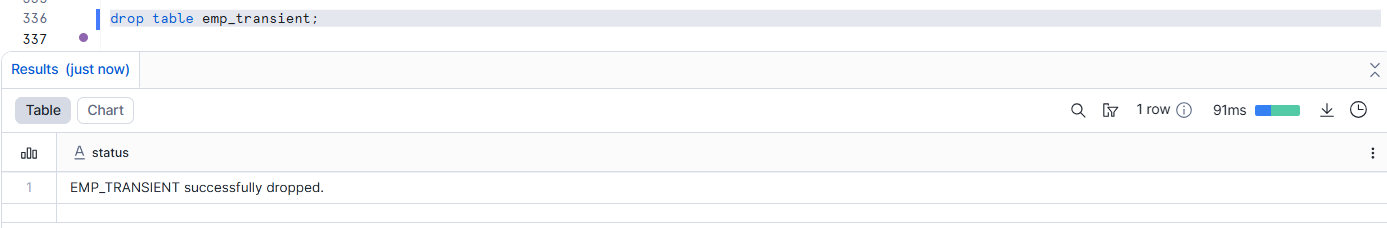 336 drop table emp_transient;
337
Results (just now)
Table Chart 1 row 91ms
A status
1 EMP_TRANSIENT successfully dropped.